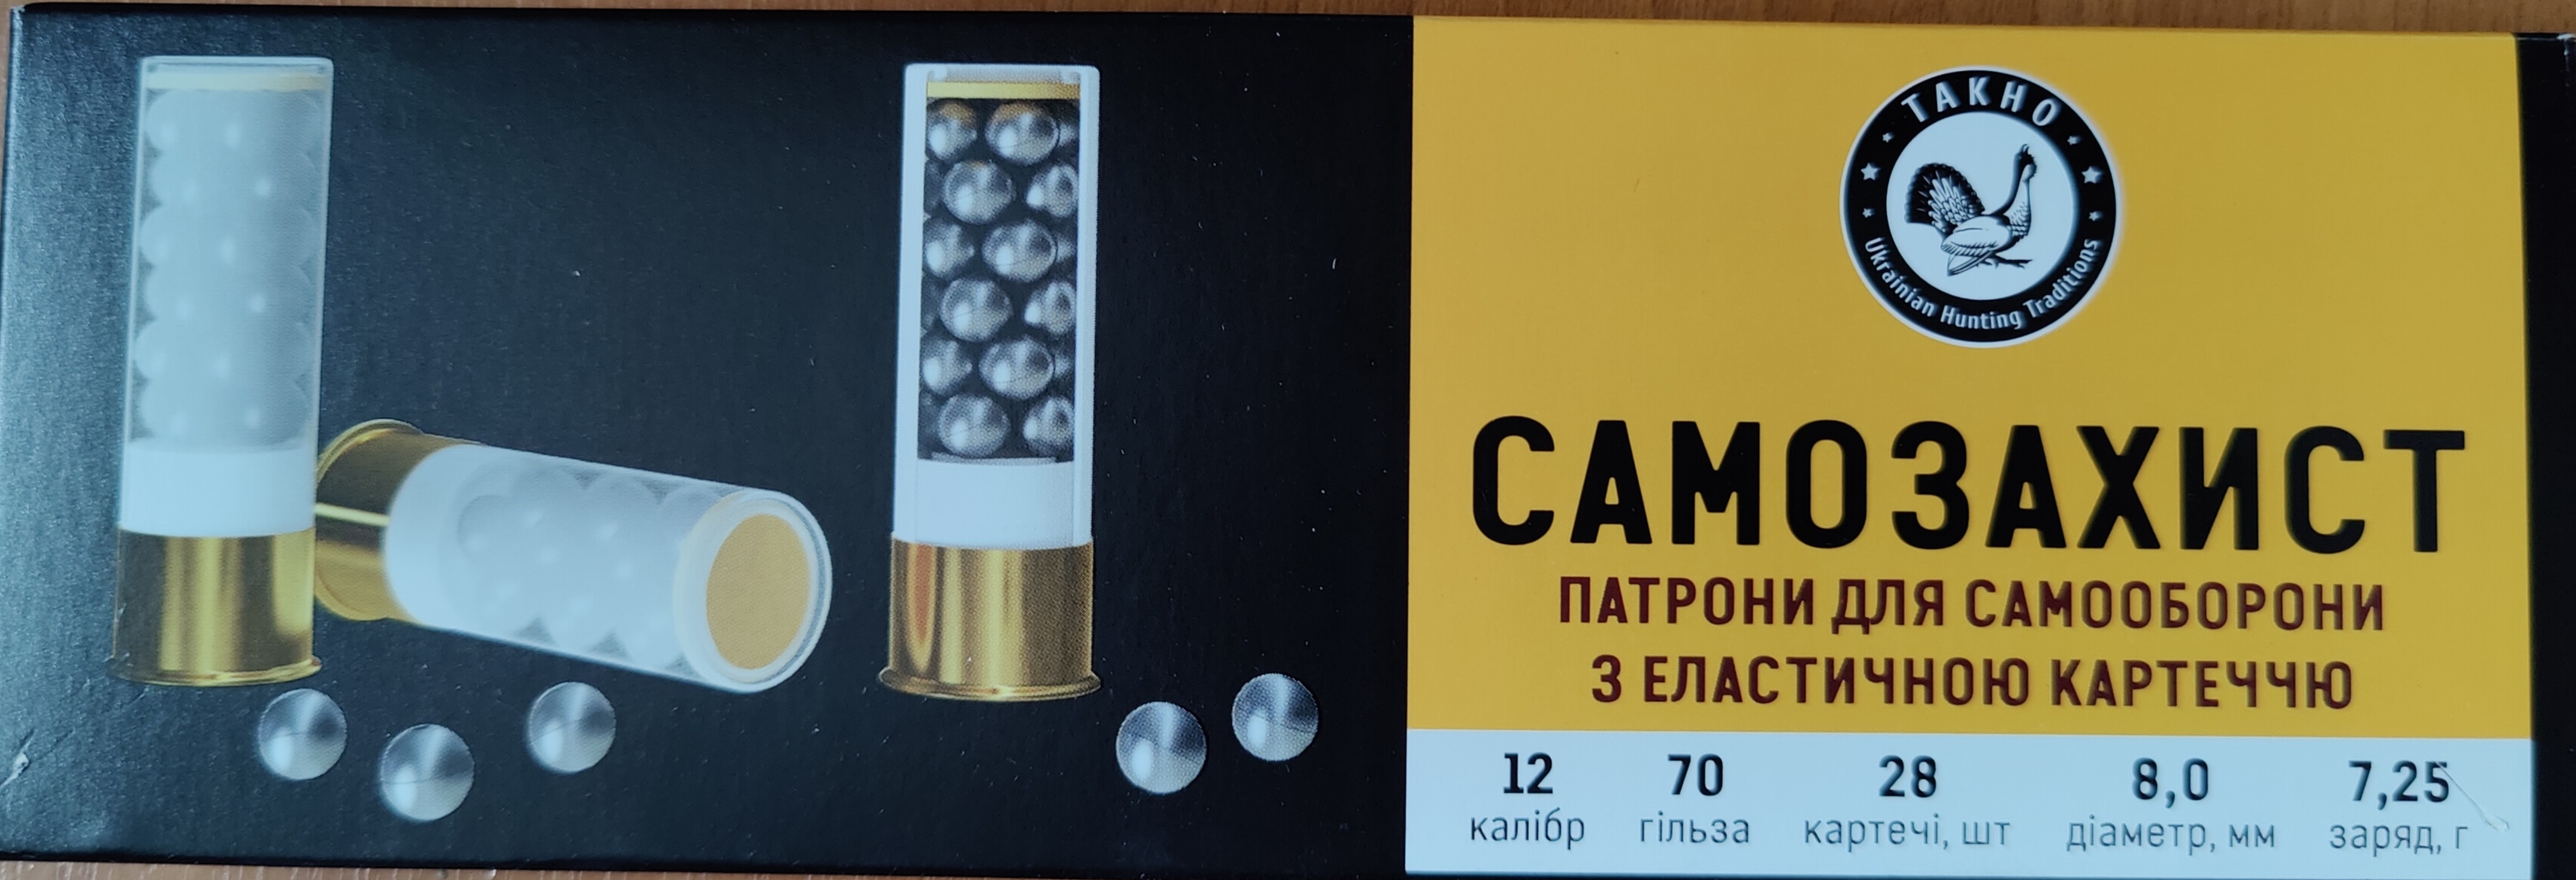 ТАКНО
Ukrainian Hunting Traditions
САМОЗАХИСТ
ПАТРОНИ ДЛЯ САМООБОРОНИ
З ЕЛАСТИЧНОЮ КАРТЕЧЧЮ
12 70 28 8,0 7,25
калібр гільза картечі, шт діаметр, мм заряд, г